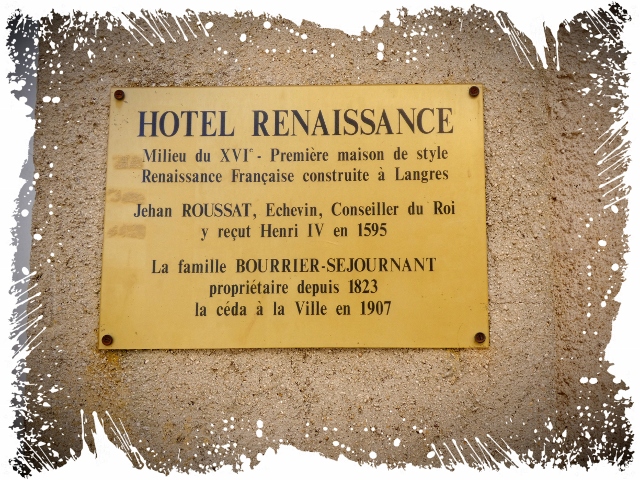 HOTEL RENAISSANCE
Milieu du XVIe - Première maison de style
Renaissance Française construite à Langres
Jehan ROUSSAT, Echevin, Conseiller du Roi
y reçut Henri IV en 1595
La famille BOURRIER-SEJOURNANT
propriétaire depuis 1823
la céda à la Ville en 1907